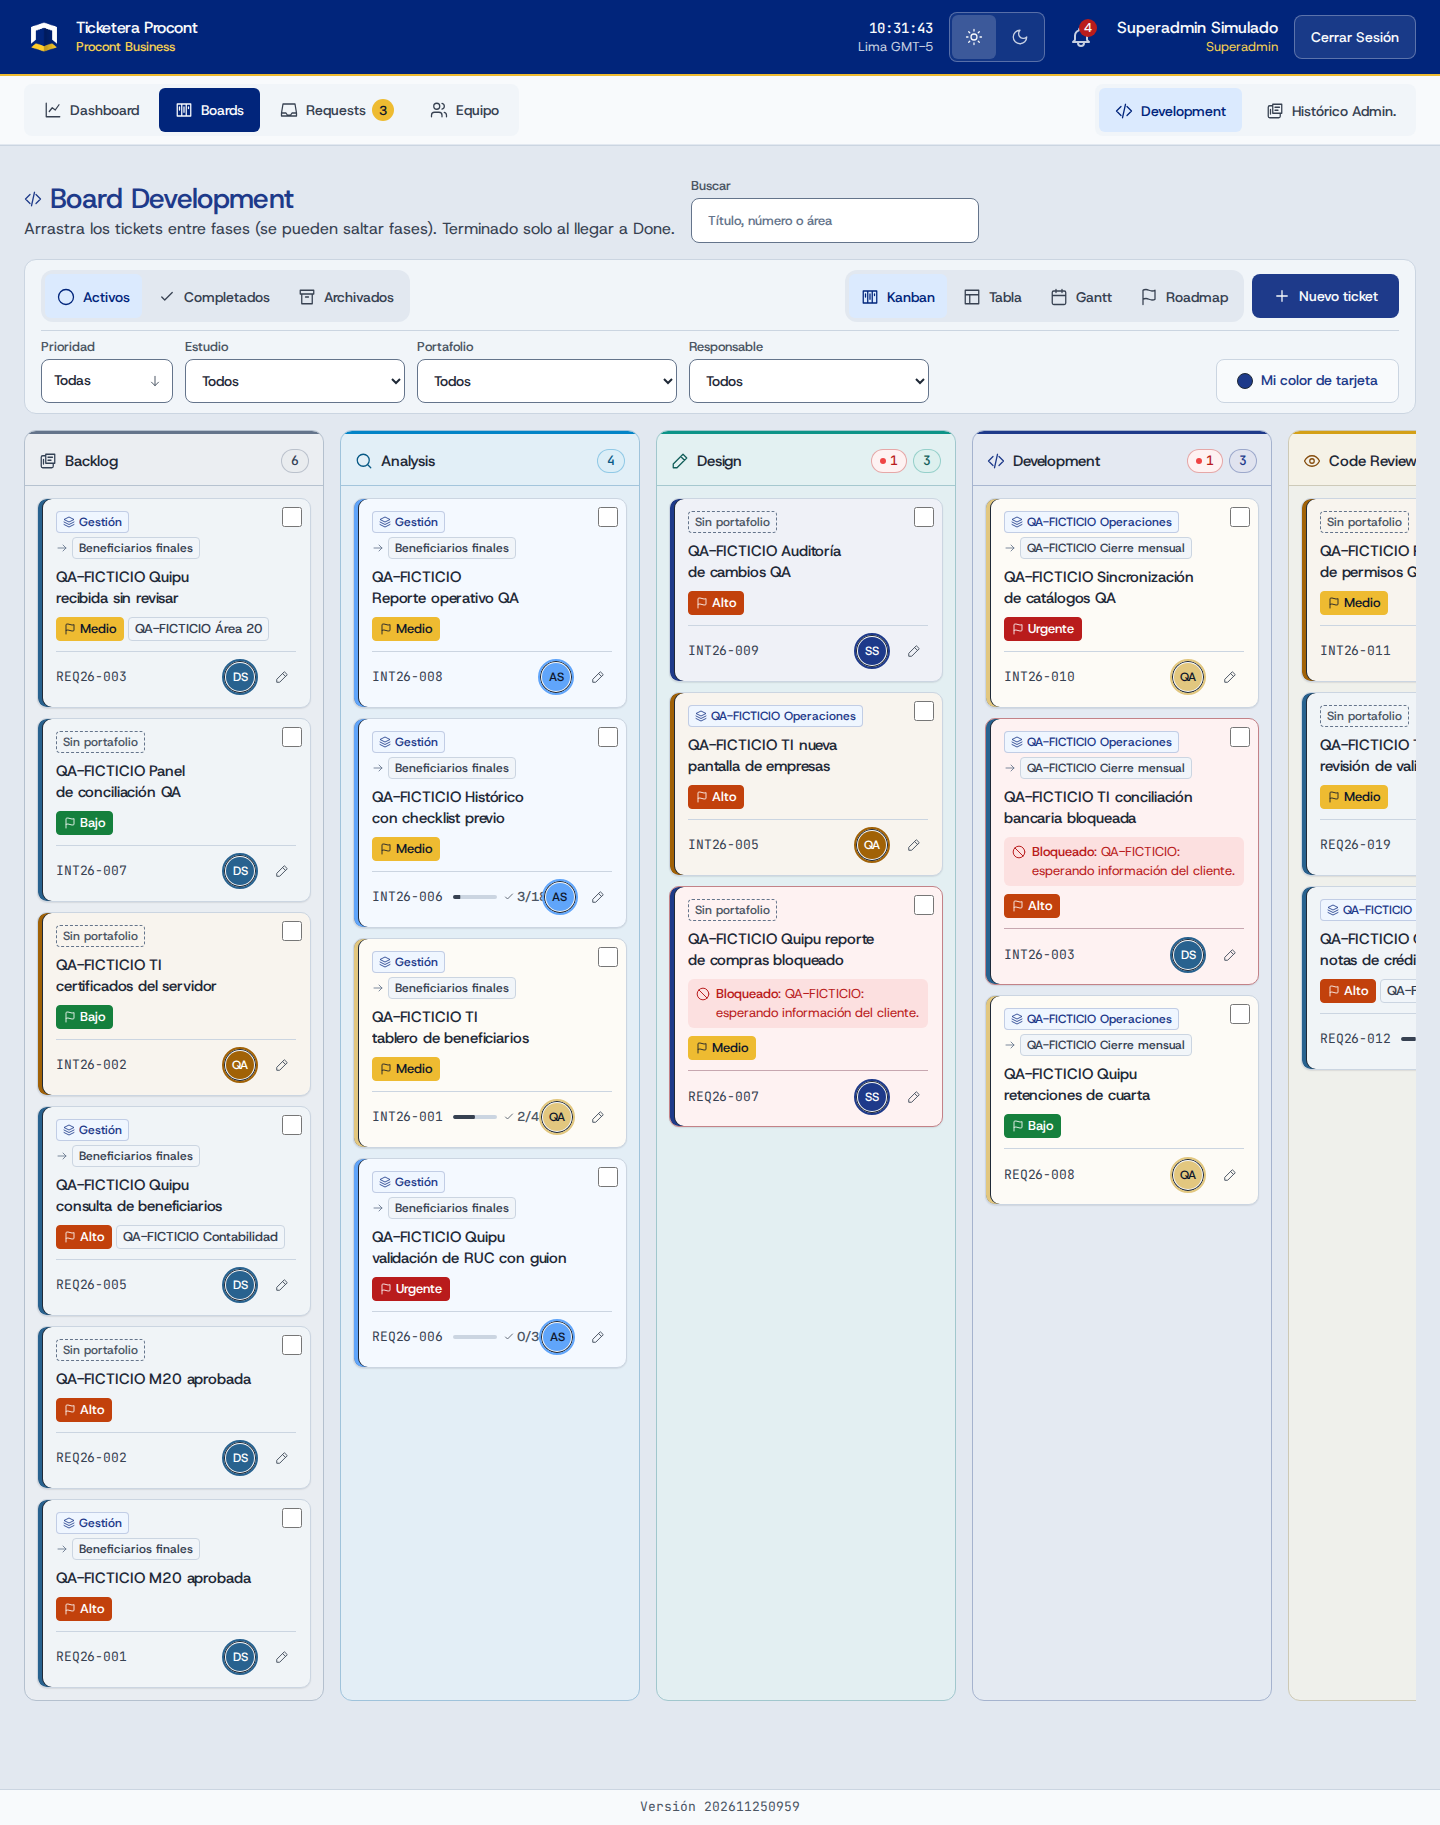 Ticketera Procont
Procont Business
10:31:43
Lima GMT-5
4
Superadmin Simulado
Superadmin
Cerrar Sesión
Dashboard
Boards
Requests 3
Equipo
Development
Histórico Admin.
Board Development
Arrastra los tickets entre fases (se pueden saltar fases). Terminado solo al llegar a Done.
Buscar
Título, número o área
Activos
Completados
Archivados
Kanban
Tabla
Gantt
Roadmap
Nuevo ticket
Prioridad
Todas
Estudio
Todos
Portafolio
Todos
Responsable
Todos
Mi color de tarjeta
Backlog 6
Gestión
Beneficiarios finales
QA-FICTICIO Quipu
recibida sin revisar
Medio QA-FICTICIO Área 20
REQ26-003 DS
Sin portafolio
QA-FICTICIO Panel
de conciliación QA
Bajo
INT26-007 DS
Sin portafolio
QA-FICTICIO TI
certificados del servidor
Bajo
INT26-002 QA
Gestión
Beneficiarios finales
QA-FICTICIO Quipu
consulta de beneficiarios
Alto QA-FICTICIO Contabilidad
REQ26-005 DS
Sin portafolio
QA-FICTICIO M20 aprobada
Alto
REQ26-002 DS
Gestión
Beneficiarios finales
QA-FICTICIO M20 aprobada
Alto
REQ26-001 DS
Analysis 4
Gestión
Beneficiarios finales
QA-FICTICIO
Reporte operativo QA
Medio
INT26-008 AS
Gestión
Beneficiarios finales
QA-FICTICIO Histórico
con checklist previo
Medio
INT26-006 3/18 AS
Gestión
Beneficiarios finales
QA-FICTICIO TI
tablero de beneficiarios
Medio
INT26-001 2/4 QA
Gestión
Beneficiarios finales
QA-FICTICIO Quipu
validación de RUC con guion
Urgente
REQ26-006 0/3 AS
Design 1 3
Sin portafolio
QA-FICTICIO Auditoría
de cambios QA
Alto
INT26-009 SS
QA-FICTICIO Operaciones
QA-FICTICIO TI nueva
pantalla de empresas
Alto
INT26-005 QA
Sin portafolio
QA-FICTICIO Quipu reporte
de compras bloqueado
Bloqueado: QA-FICTICIO:
esperando información del cliente.
Medio
REQ26-007 SS
Development 1 3
QA-FICTICIO Operaciones
QA-FICTICIO Cierre mensual
QA-FICTICIO Sincronización
de catálogos QA
Urgente
INT26-010 QA
QA-FICTICIO Operaciones
QA-FICTICIO Cierre mensual
QA-FICTICIO TI conciliación
bancaria bloqueada
Bloqueado: QA-FICTICIO:
esperando información del cliente.
Alto
INT26-003 DS
QA-FICTICIO Operaciones
QA-FICTICIO Cierre mensual
QA-FICTICIO Quipu
retenciones de cuarta
Bajo
REQ26-008 QA
Code Review
Sin portafolio
QA-FICTICIO
de permisos
Medio
INT26-011
Sin portafolio
QA-FICTICIO
revisión de
Medio
REQ26-019
QA-FICTICIO
QA-FICTICIO
notas de
Alto
REQ26-012
Versión 202611250959